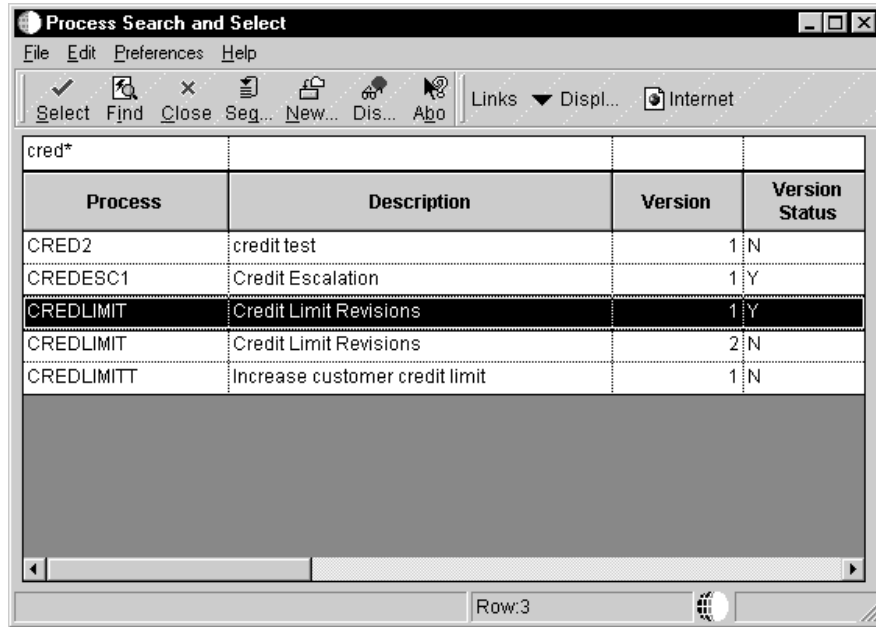 Process Search and Select
File Edit Preferences Help
Select Find Close Seq... New... Dis... Abo Links Displ... Internet
cred*
Process Description Version Version Status
CRED2 credit test 1 N
CREDESC1 Credit Escalation 1 Y
CREDLIMIT Credit Limit Revisions 1 Y
CREDLIMIT Credit Limit Revisions 2 N
CREDLIMITT Increase customer credit limit 1 N
Row:3